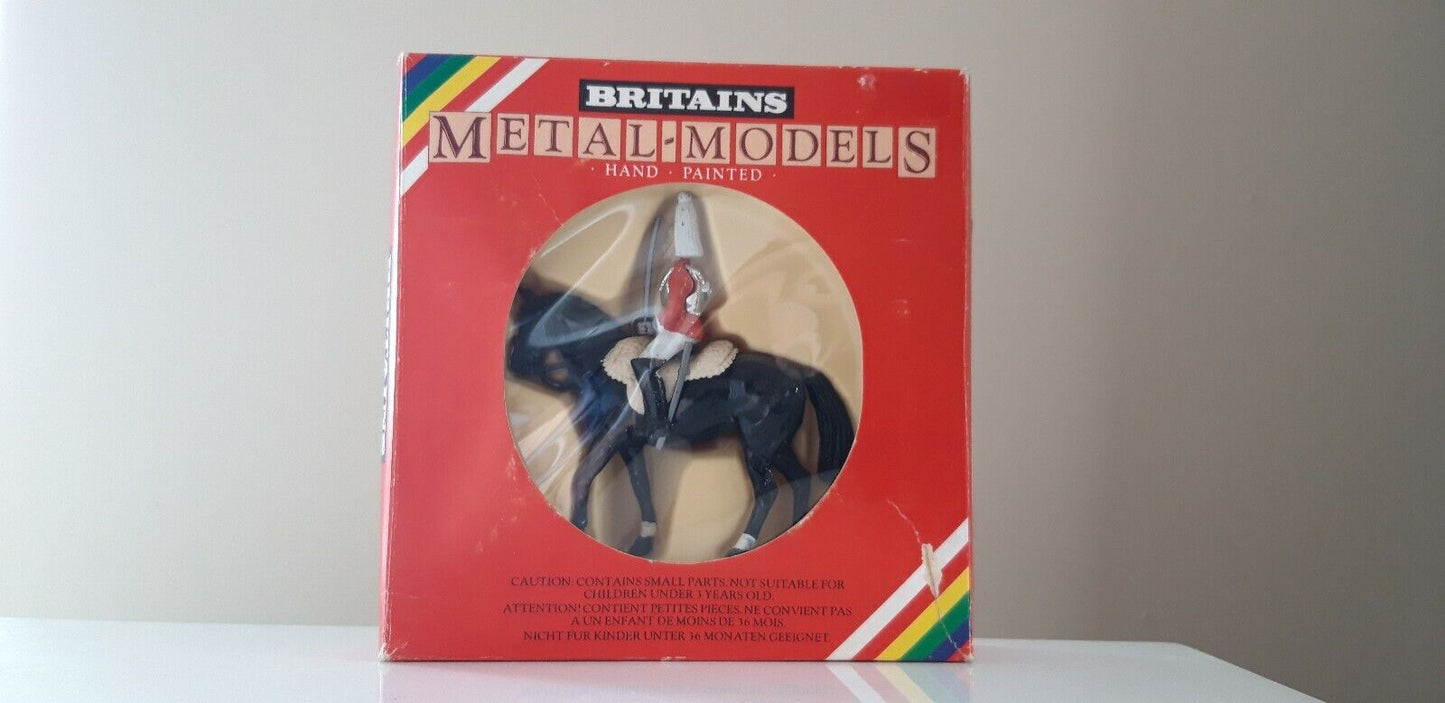 BRITAINS
METAL-MODELS
· HAND · PAINTED ·
CAUTION: CONTAINS SMALL PARTS. NOT SUITABLE FOR
CHILDREN UNDER 3 YEARS OLD.
ATTENTION! CONTIENT PETITES PIECES. NE CONVIENT PAS
A UN ENFANT DE MOINS DE 36 MOIS.
NICHT FUR KINDER UNTER 36 MONATEN GEEIGNET.